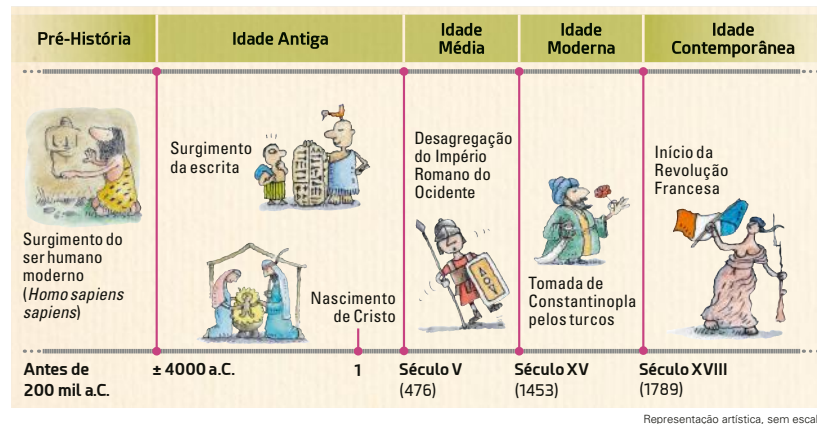 Pré-História
Idade Antiga
Idade
Média
Idade
Moderna
Idade
Contemporânea
Surgimento do
ser humano
moderno
(Homo sapiens
sapiens)
Surgimento
da escrita
Nascimento
de Cristo
Desagregação
do Império
Romano do
Ocidente
Tomada de
Constantinopla
pelos turcos
Início da
Revolução
Francesa
Antes de
200 mil a.C.
± 4000 a.C.
1
Século V
(476)
Século XV
(1453)
Século XVIII
(1789)
Representação artística, sem escal